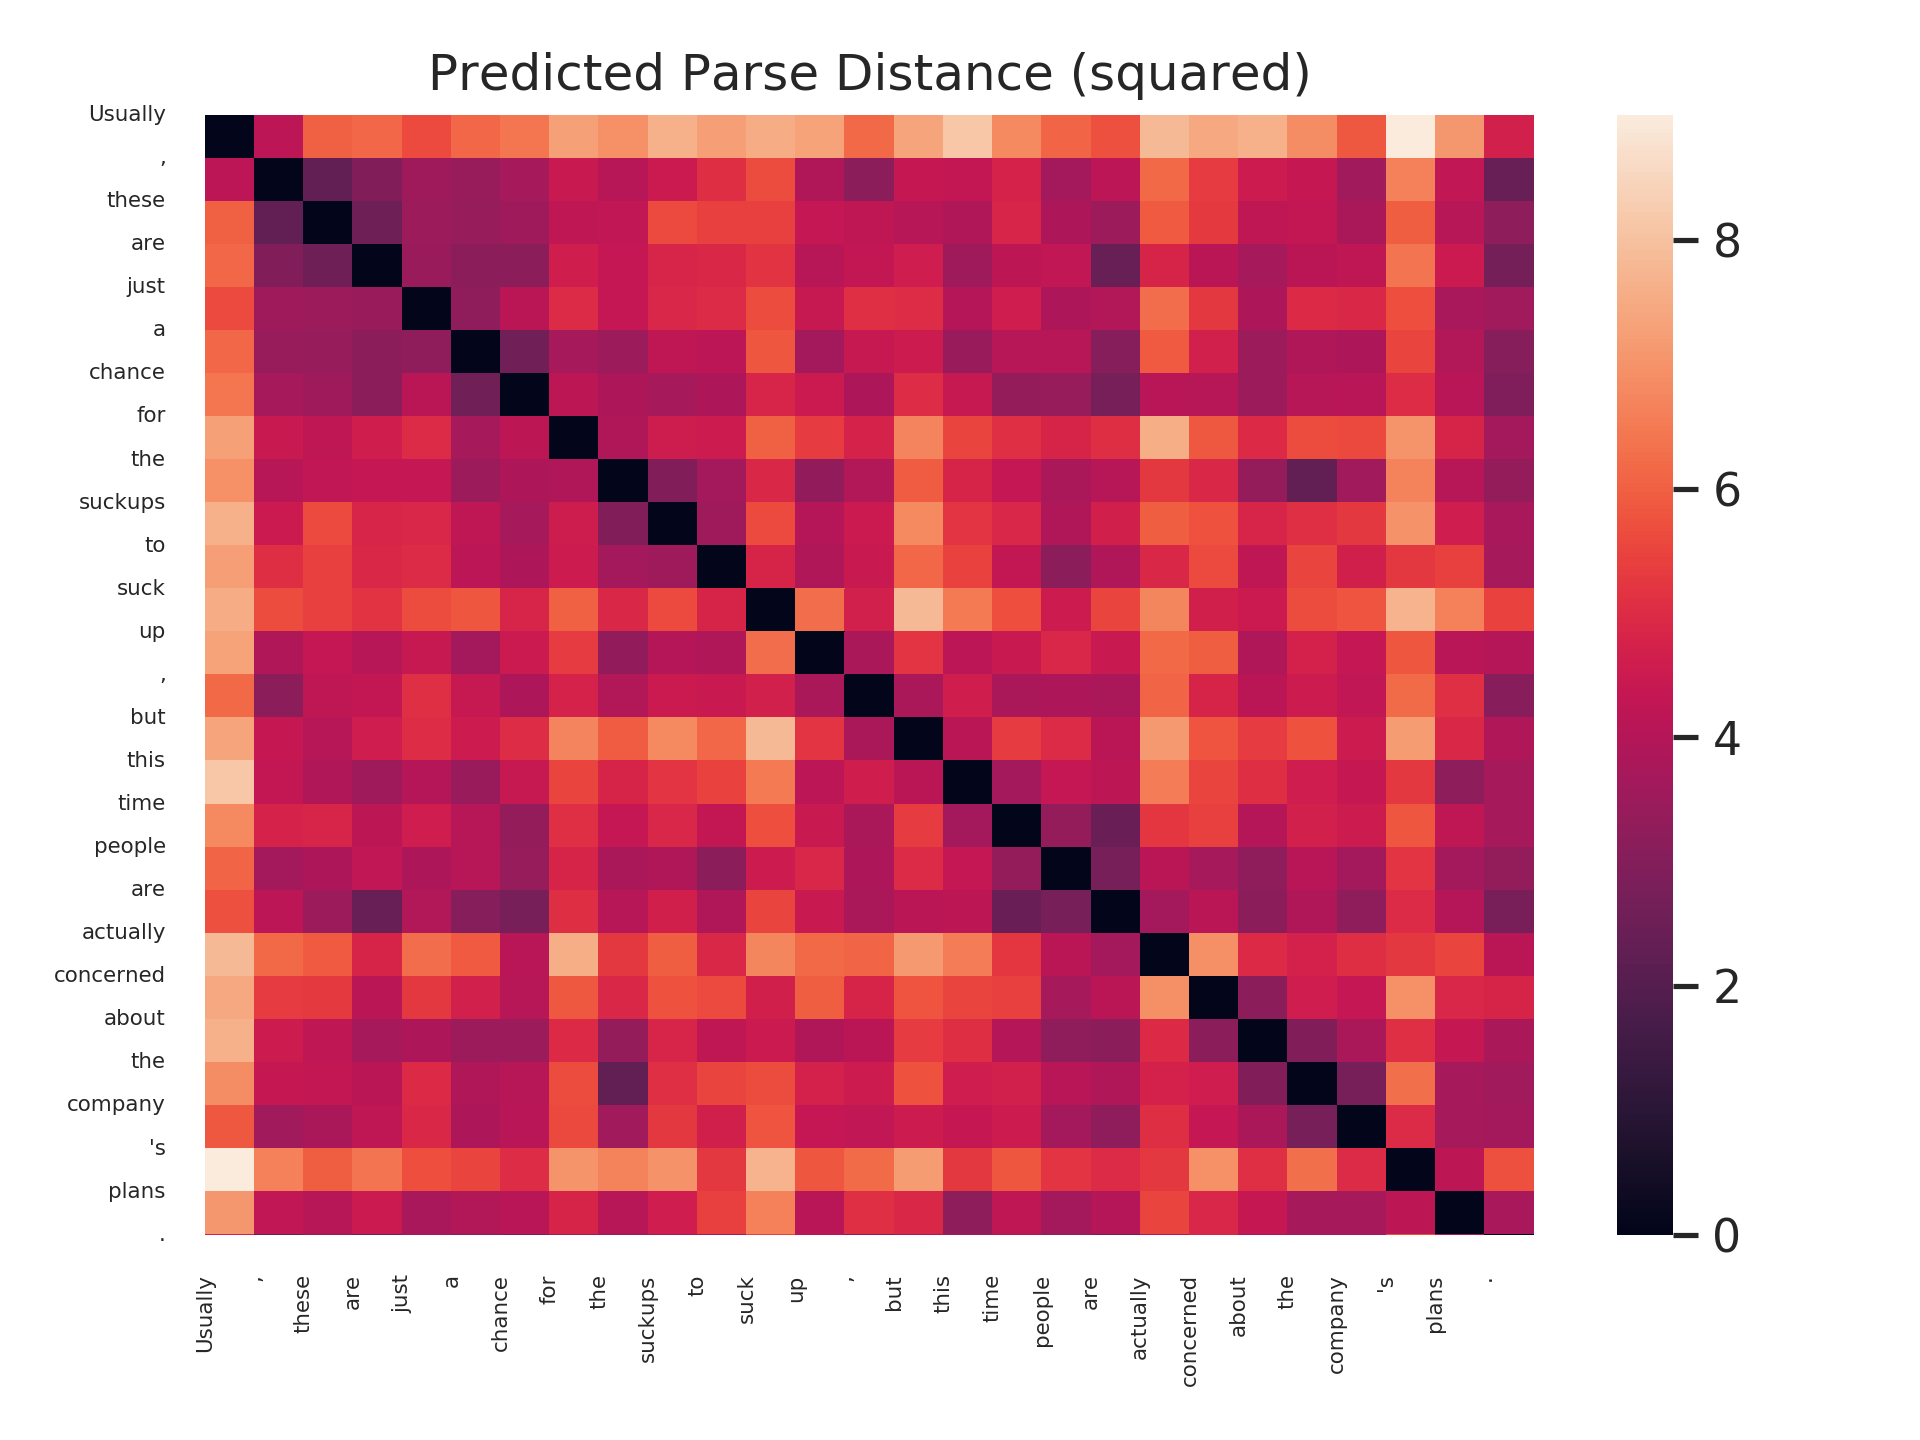 Predicted Parse Distance (squared)
Usually
,
these
are
just
a
chance
for
the
suckups
to
suck
up
,
but
this
time
people
are
actually
concerned
about
the
company
's
plans
.
8
6
4
2
0
Usually
,
these
are
just
a
chance
for
the
suckups
to
suck
up
,
but
this
time
people
are
actually
concerned
about
the
company
's
plans
.